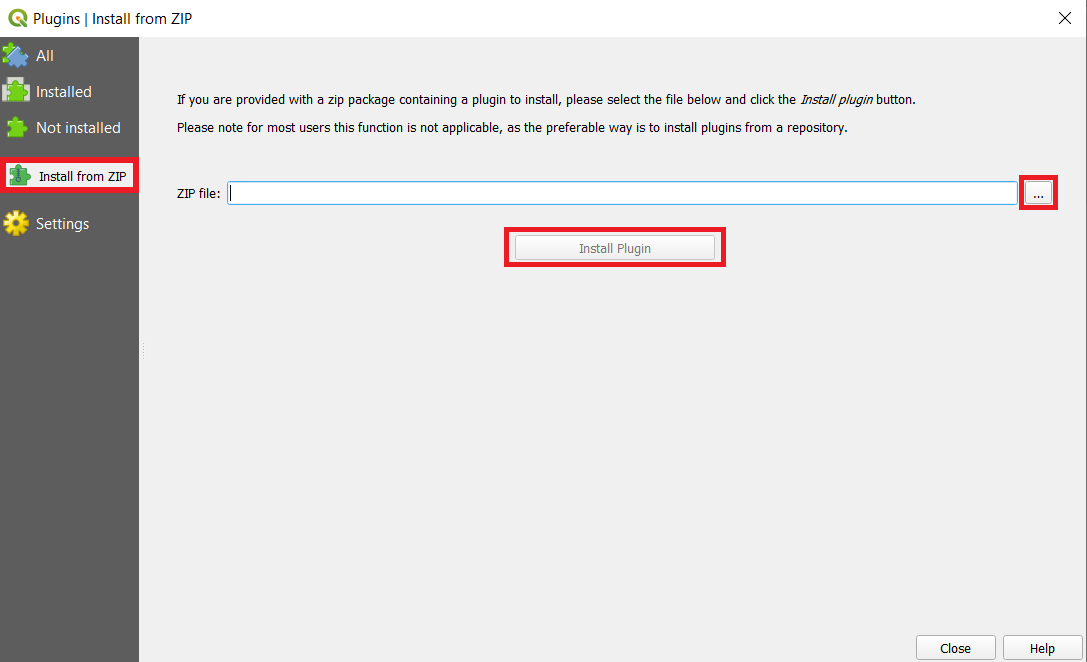 Plugins | Install from ZIP
All
Installed
Not installed
Install from ZIP
Settings
If you are provided with a zip package containing a plugin to install, please select the file below and click the Install plugin button.
Please note for most users this function is not applicable, as the preferable way is to install plugins from a repository.
ZIP file:
...
Install Plugin
Close
Help